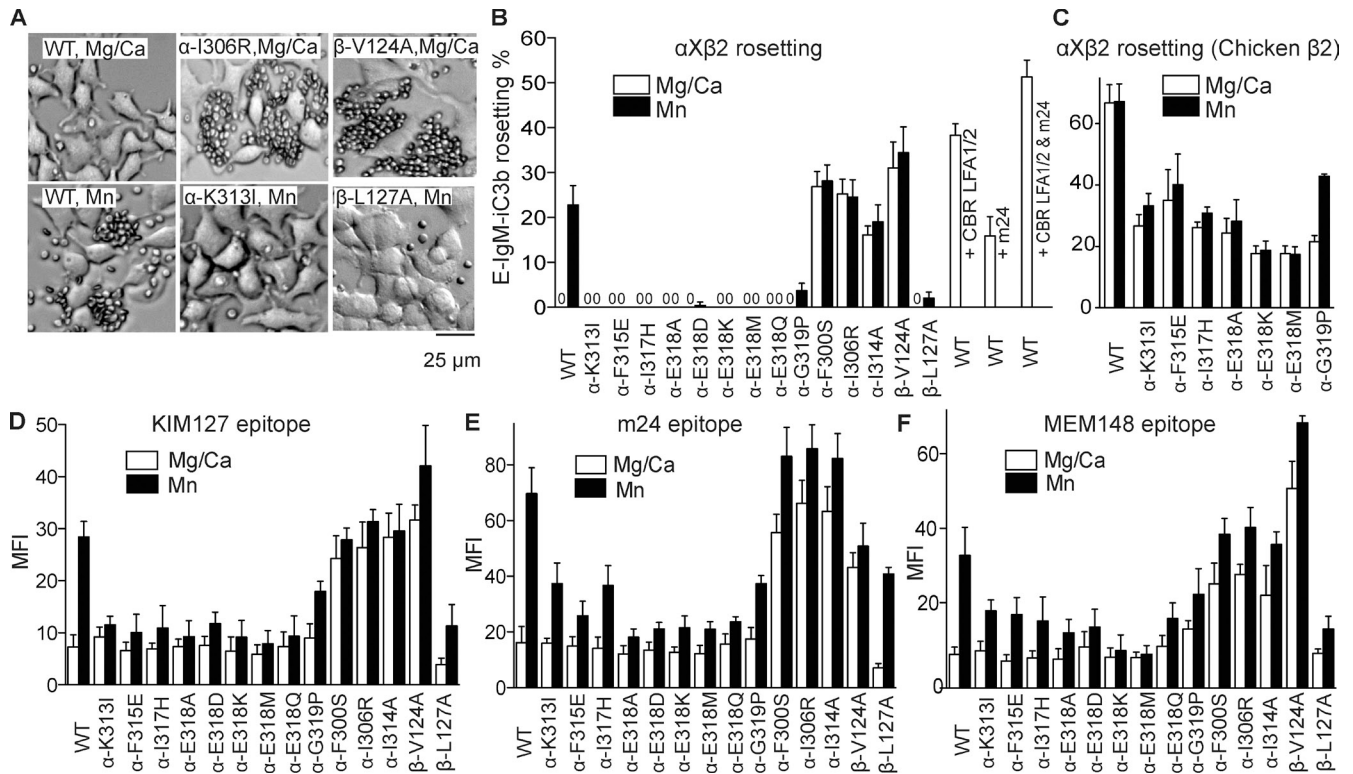 A
WT, Mg/Ca
α-I306R,Mg/Ca
β-V124A,Mg/Ca
WT, Mn
α-K313I, Mn
β-L127A, Mn
25 µm
B
αXβ2 rosetting
Mg/Ca
Mn
E-IgM-iC3b rosetting %
60
50
40
30
20
10
0
0 00 00 00 00 0 00 00 000 0 0
+ CBR LFA1/2
+ m24
+ CBR LFA1/2 & m24
WT
α-K313I
α-F315E
α-I317H
α-E318A
α-E318D
α-E318K
α-E318M
α-E318Q
α-G319P
α-F300S
α-I306R
α-I314A
β-V124A
β-L127A
WT
WT
WT
C
αXβ2 rosetting (Chicken β2)
Mg/Ca
Mn
60
40
20
0
WT
α-K313I
α-F315E
α-I317H
α-E318A
α-E318K
α-E318M
α-G319P
D
KIM127 epitope
Mg/Ca
Mn
MFI
50
40
30
20
10
0
WT
α-K313I
α-F315E
α-I317H
α-E318A
α-E318D
α-E318K
α-E318M
α-E318Q
α-G319P
α-F300S
α-I306R
α-I314A
β-V124A
β-L127A
E
m24 epitope
Mg/Ca
Mn
MFI
80
60
40
20
0
WT
α-K313I
α-F315E
α-I317H
α-E318A
α-E318D
α-E318K
α-E318M
α-E318Q
α-G319P
α-F300S
α-I306R
α-I314A
β-V124A
β-L127A
F
MEM148 epitope
Mg/Ca
Mn
MFI
60
40
20
0
WT
α-K313I
α-F315E
α-I317H
α-E318A
α-E318D
α-E318K
α-E318M
α-E318Q
α-G319P
α-F300S
α-I306R
α-I314A
β-V124A
β-L127A